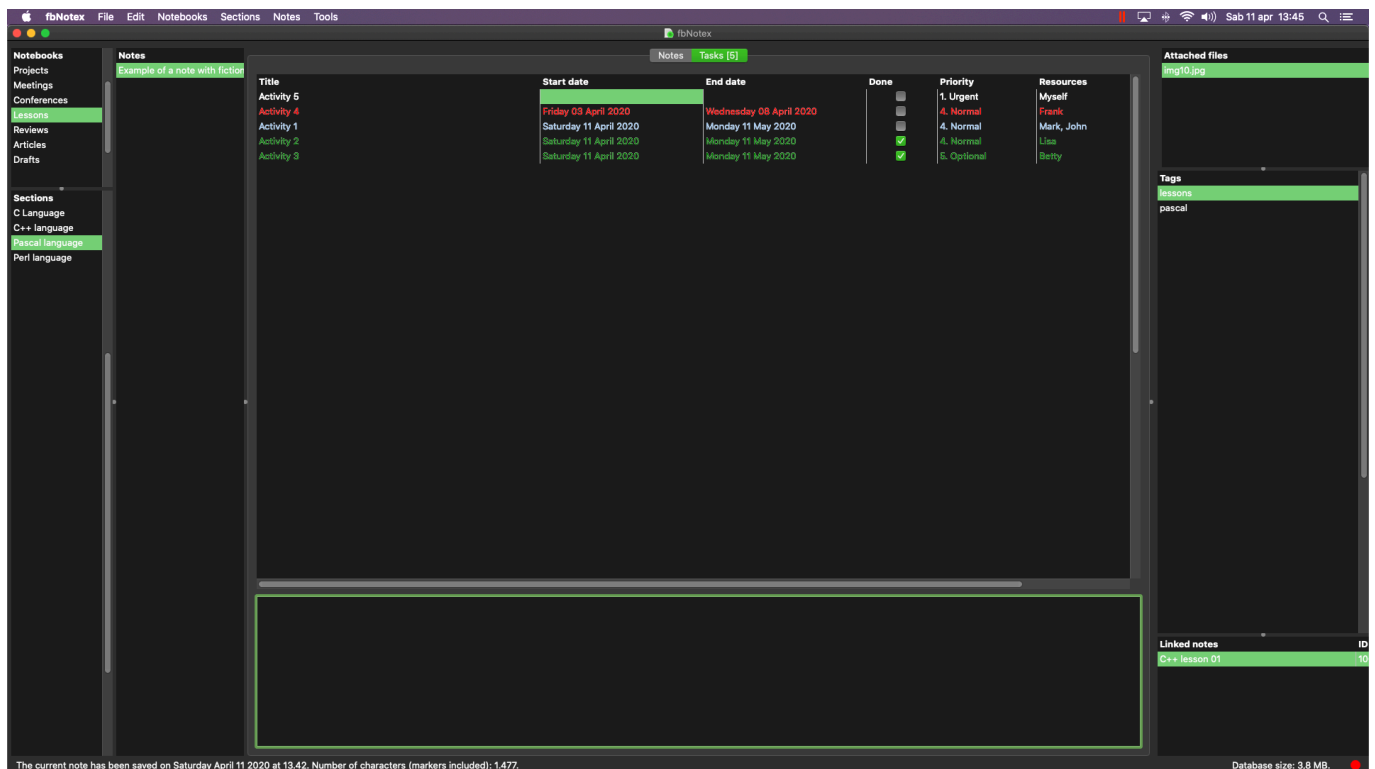 fbNotex File Edit Notebooks Sections Notes Tools Sab 11 apr 13:45
fbNotex
Notebooks
Projects
Meetings
Conferences
Lessons
Reviews
Articles
Drafts
Sections
C Language
C++ language
Pascal language
Perl language
Notes
Example of a note with fiction
Notes Tasks [5]
Title Start date End date Done Priority Resources
Activity 5 1. Urgent Myself
Activity 4 Friday 03 April 2020 Wednesday 08 April 2020 4. Normal Frank
Activity 1 Saturday 11 April 2020 Monday 11 May 2020 4. Normal Mark, John
Activity 2 Saturday 11 April 2020 Monday 11 May 2020 4. Normal Lisa
Activity 3 Saturday 11 April 2020 Monday 11 May 2020 5. Optional Betty
Attached files
img10.jpg
Tags
lessons
pascal
Linked notes ID
C++ lesson 01 10
The current note has been saved on Saturday April 11 2020 at 13.42. Number of characters (markers included): 1.477. Database size: 3.8 MB.